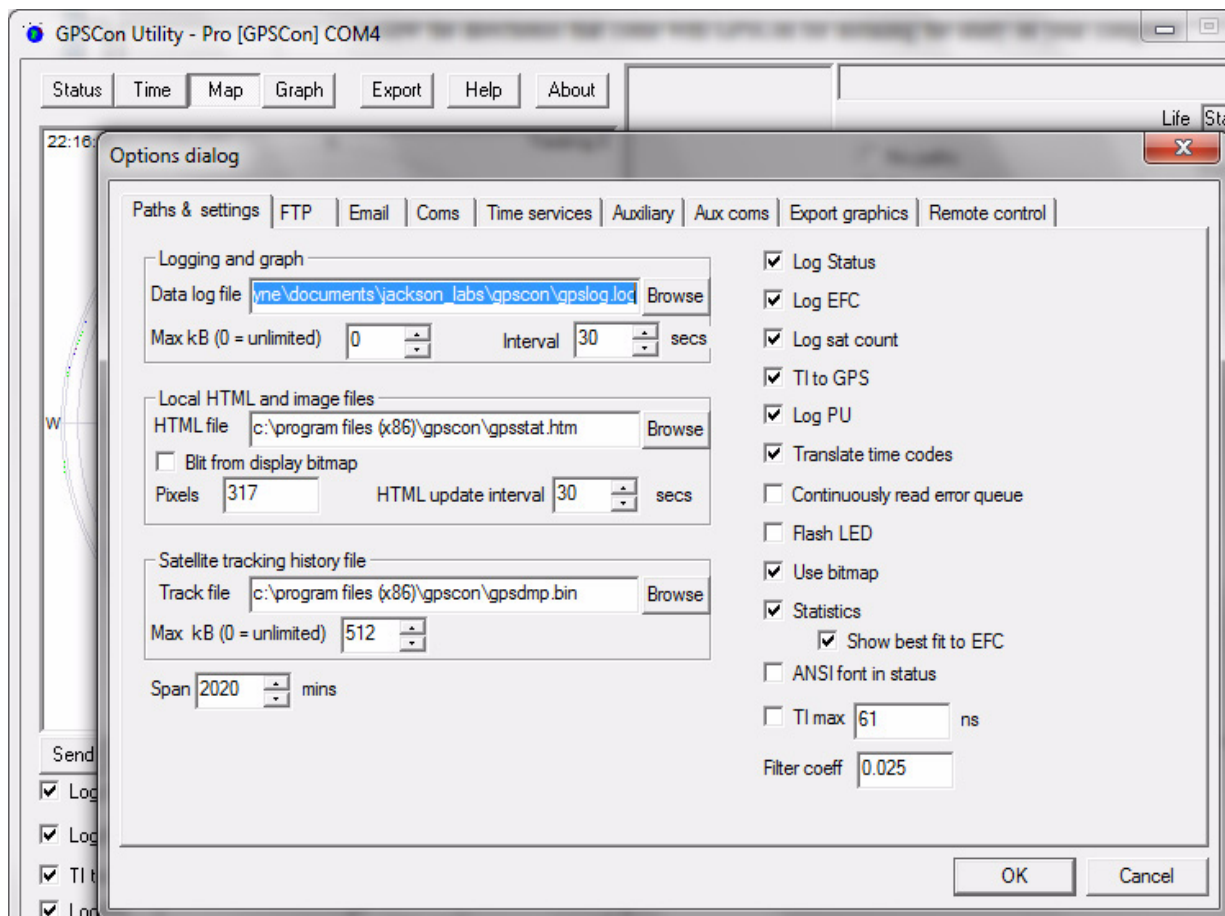 GPSCon Utility - Pro [GPSCon] COM4
Status Time Map Graph Export Help About
Life Sta
22:16:
Options dialog
Paths & settings FTP Email Coms Time services Auxiliary Aux coms Export graphics Remote control
Logging and graph
Data log file yne\documents\jackson_labs\gpscon\gpslog.log Browse
Max kB (0 = unlimited) 0 Interval 30 secs
Local HTML and image files
HTML file c:\program files (x86)\gpscon\gpsstat.htm Browse
Blit from display bitmap
Pixels 317 HTML update interval 30 secs
Satellite tracking history file
Track file c:\program files (x86)\gpscon\gpsdmp.bin Browse
Max kB (0 = unlimited) 512
Span 2020 mins
Log Status
Log EFC
Log sat count
TI to GPS
Log PU
Translate time codes
Continuously read error queue
Flash LED
Use bitmap
Statistics
Show best fit to EFC
ANSI font in status
TI max 61 ns
Filter coeff 0.025
OK Cancel
W
Send
Log
Log
TI t
Log